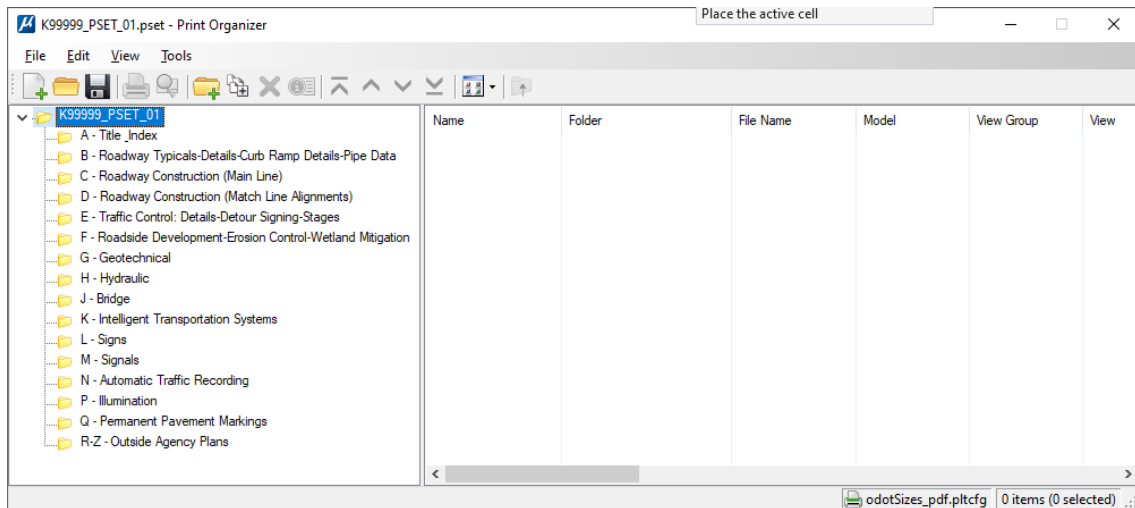 K99999_PSET_01.pset - Print Organizer
Place the active cell
File Edit View Tools
K99999_PSET_01
A - Title _Index
B - Roadway Typicals-Details-Curb Ramp Details-Pipe Data
C - Roadway Construction (Main Line)
D - Roadway Construction (Match Line Alignments)
E - Traffic Control: Details-Detour Signing-Stages
F - Roadside Development-Erosion Control-Wetland Mitigation
G - Geotechnical
H - Hydraulic
J - Bridge
K - Intelligent Transportation Systems
L - Signs
M - Signals
N - Automatic Traffic Recording
P - Illumination
Q - Permanent Pavement Markings
R-Z - Outside Agency Plans
Name Folder File Name Model View Group View
odotSizes_pdf.pltcfg 0 items (0 selected)